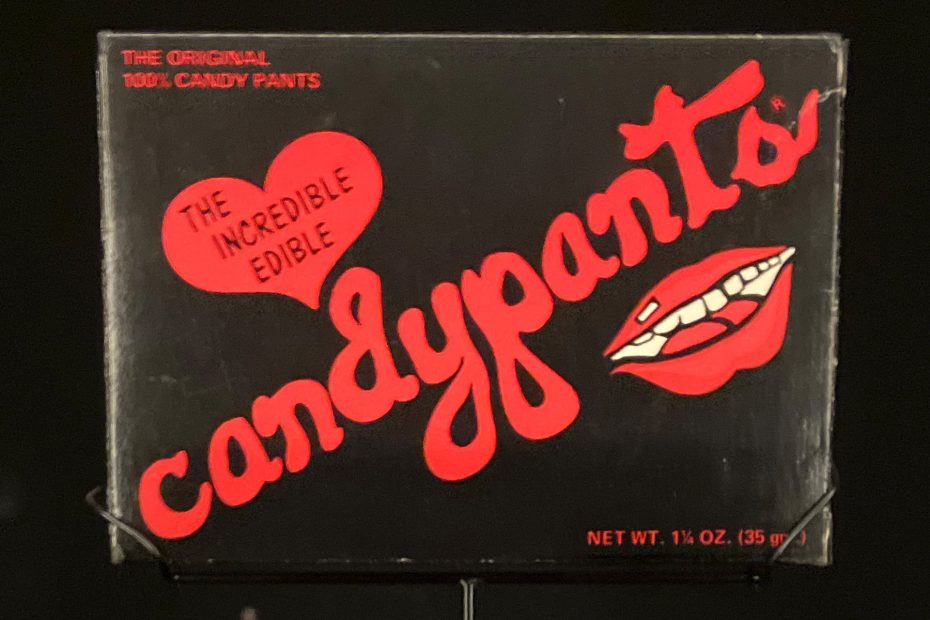 THE ORIGINAL
100% CANDY PANTS
THE
INCREDIBLE
EDIBLE
candypants®
NET WT. 1¼ OZ. (35